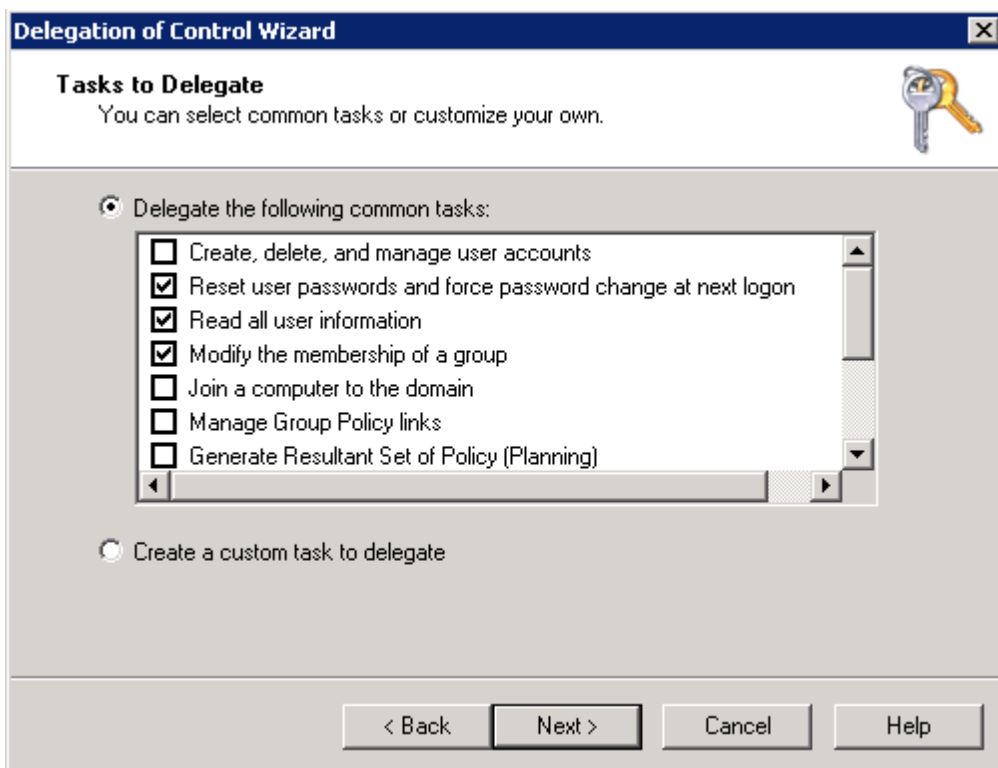 Delegation of Control Wizard
Tasks to Delegate
You can select common tasks or customize your own.
Delegate the following common tasks:
Create, delete, and manage user accounts
Reset user passwords and force password change at next logon
Read all user information
Modify the membership of a group
Join a computer to the domain
Manage Group Policy links
Generate Resultant Set of Policy (Planning)
Create a custom task to delegate
< Back Next > Cancel Help